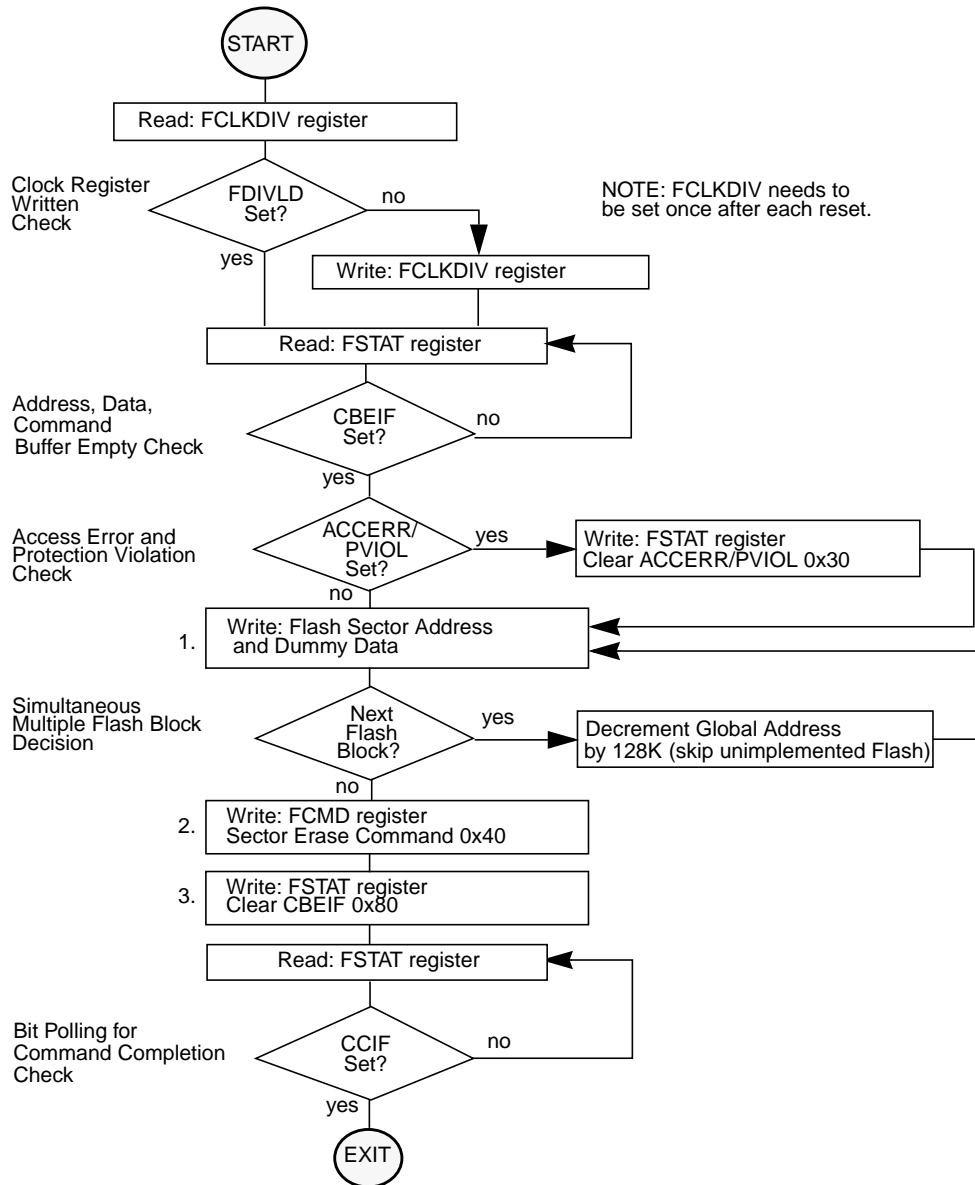 START
Read: FCLKDIV register
Clock Register
Written
Check
FDIVLD
Set?
no
yes
NOTE: FCLKDIV needs to
be set once after each reset.
Write: FCLKDIV register
Read: FSTAT register
Address, Data,
Command
Buffer Empty Check
CBEIF
Set?
no
yes
Access Error and
Protection Violation
Check
ACCERR/
PVIOL
Set?
yes
no
Write: FSTAT register
Clear ACCERR/PVIOL 0x30
1.
Write: Flash Sector Address
and Dummy Data
Simultaneous
Multiple Flash Block
Decision
Next
Flash
Block?
yes
no
Decrement Global Address
by 128K (skip unimplemented Flash)
2.
Write: FCMD register
Sector Erase Command 0x40
3.
Write: FSTAT register
Clear CBEIF 0x80
Read: FSTAT register
Bit Polling for
Command Completion
Check
CCIF
Set?
no
yes
EXIT